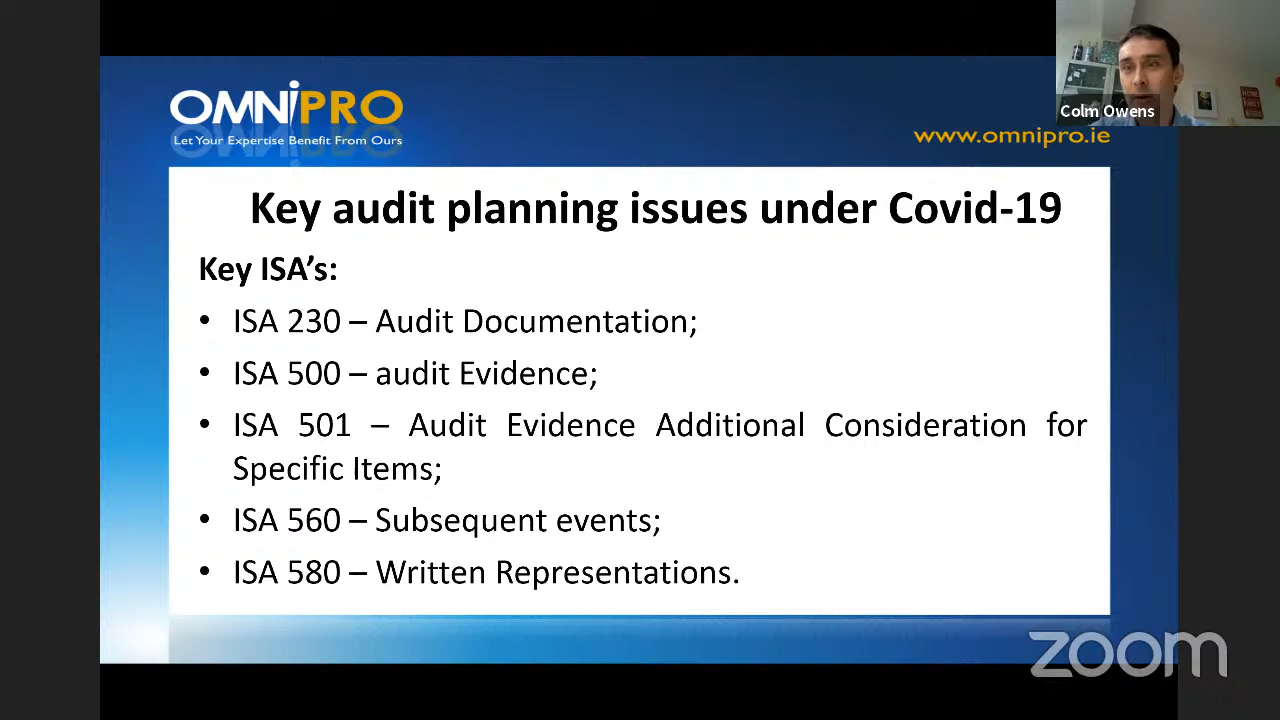 OMNiPRO
Let Your Expertise Benefit From Ours
Colm Owens
www.omnipro.ie
Key audit planning issues under Covid-19
Key ISA’s:
• ISA 230 – Audit Documentation;
• ISA 500 – audit Evidence;
• ISA 501 – Audit Evidence Additional Consideration for
Specific Items;
• ISA 560 – Subsequent events;
• ISA 580 – Written Representations.
zoom